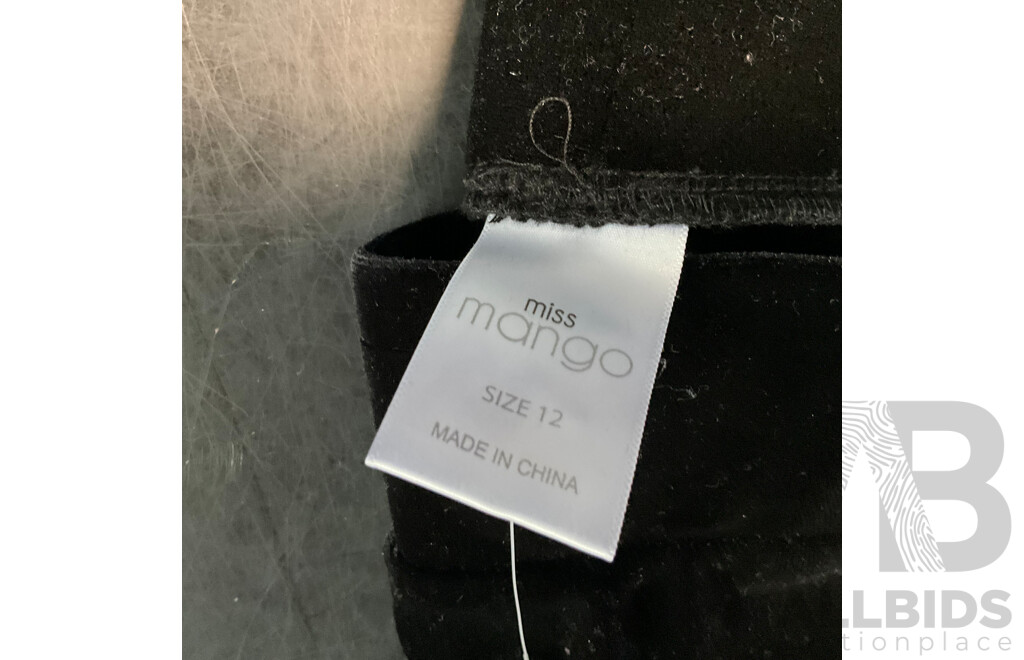 miss
mango
SIZE 12
MADE IN CHINA
B
LLBIDS
tionplace